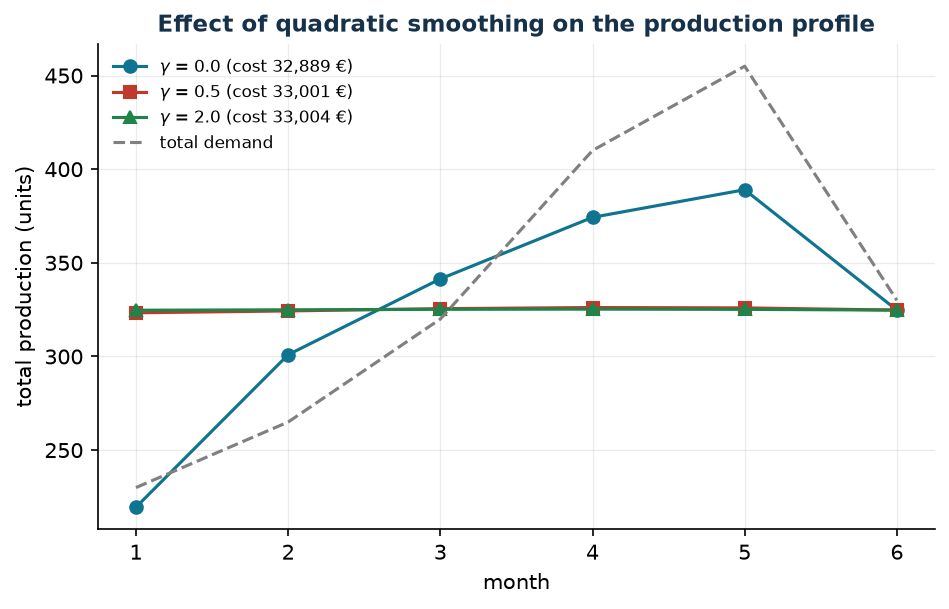 Effect of quadratic smoothing on the production profile
γ = 0.0 (cost 32,889 €)
γ = 0.5 (cost 33,001 €)
γ = 2.0 (cost 33,004 €)
total demand
total production (units)
450
400
350
300
250
1 2 3 4 5 6
month